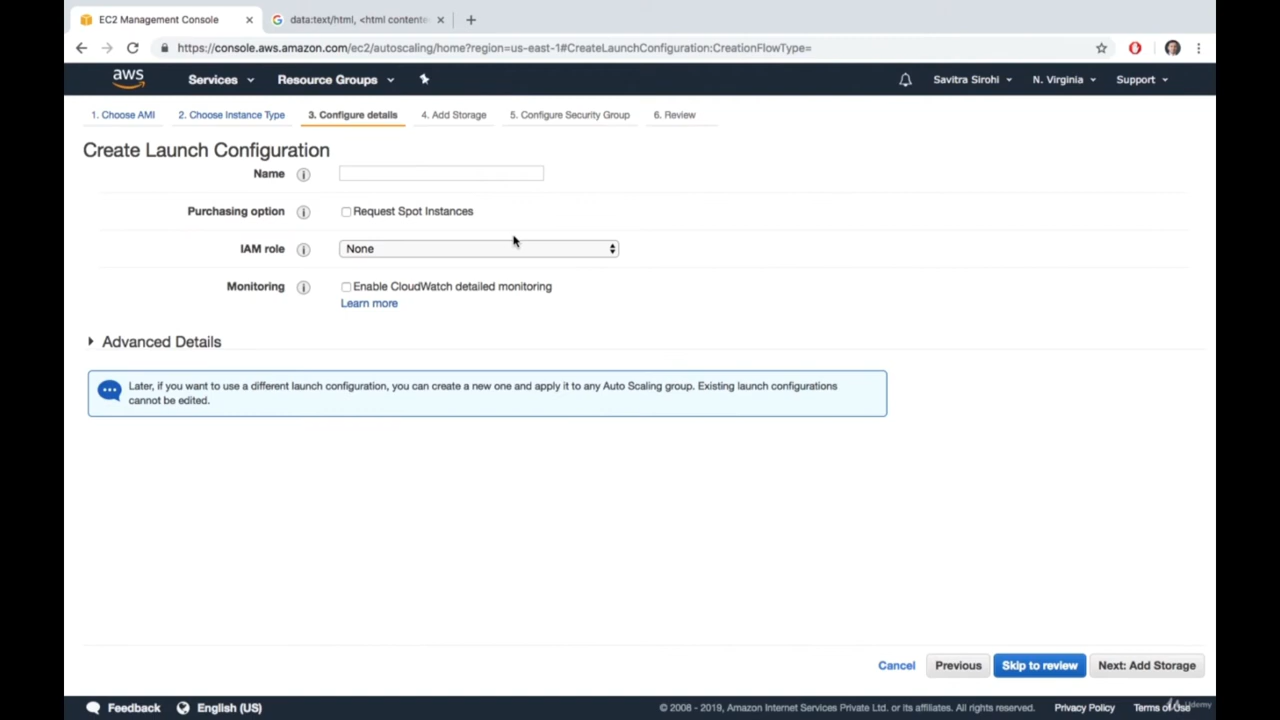 EC2 Management Console
data:text/html, <html contente
https://console.aws.amazon.com/ec2/autoscaling/home?region=us-east-1#CreateLaunchConfiguration:CreationFlowType=
aws Services Resource Groups Savitra Sirohi N. Virginia Support
1. Choose AMI 2. Choose Instance Type 3. Configure details 4. Add Storage 5. Configure Security Group 6. Review
Create Launch Configuration
Name
Purchasing option Request Spot Instances
IAM role None
Monitoring Enable CloudWatch detailed monitoring
Learn more
Advanced Details
Later, if you want to use a different launch configuration, you can create a new one and apply it to any Auto Scaling group. Existing launch configurations
cannot be edited.
Cancel Previous Skip to review Next: Add Storage
Feedback English (US) © 2008 - 2019, Amazon Internet Services Private Ltd. or its affiliates. All rights reserved. Privacy Policy Terms of Use
Udemy